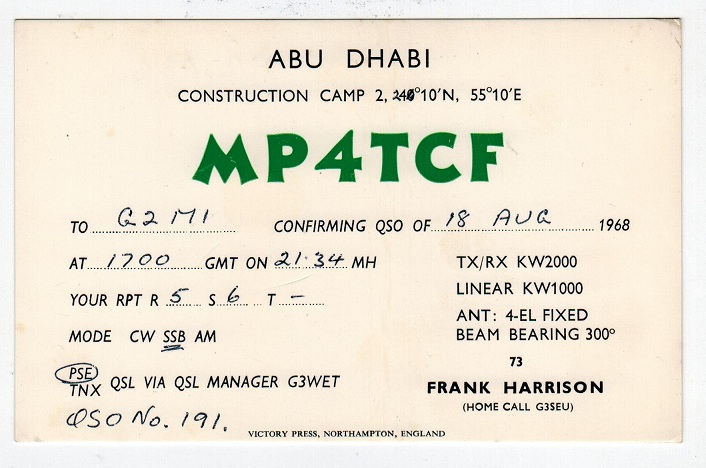 ABU DHABI
CONSTRUCTION CAMP 2, 24°10'N, 55°10'E
MP4TCF
TO G2MI CONFIRMING QSO OF 18 AUG 1968
AT 1700 GMT ON 21.34 MH
TX/RX KW2000
YOUR RPT R 5 S 6 T –
LINEAR KW1000
ANT: 4-EL FIXED
MODE CW SSB AM
BEAM BEARING 300°
73
PSE
TNX QSL VIA QSL MANAGER G3WET
FRANK HARRISON
(HOME CALL G3SEU)
QSO No. 191.
VICTORY PRESS, NORTHAMPTON, ENGLAND